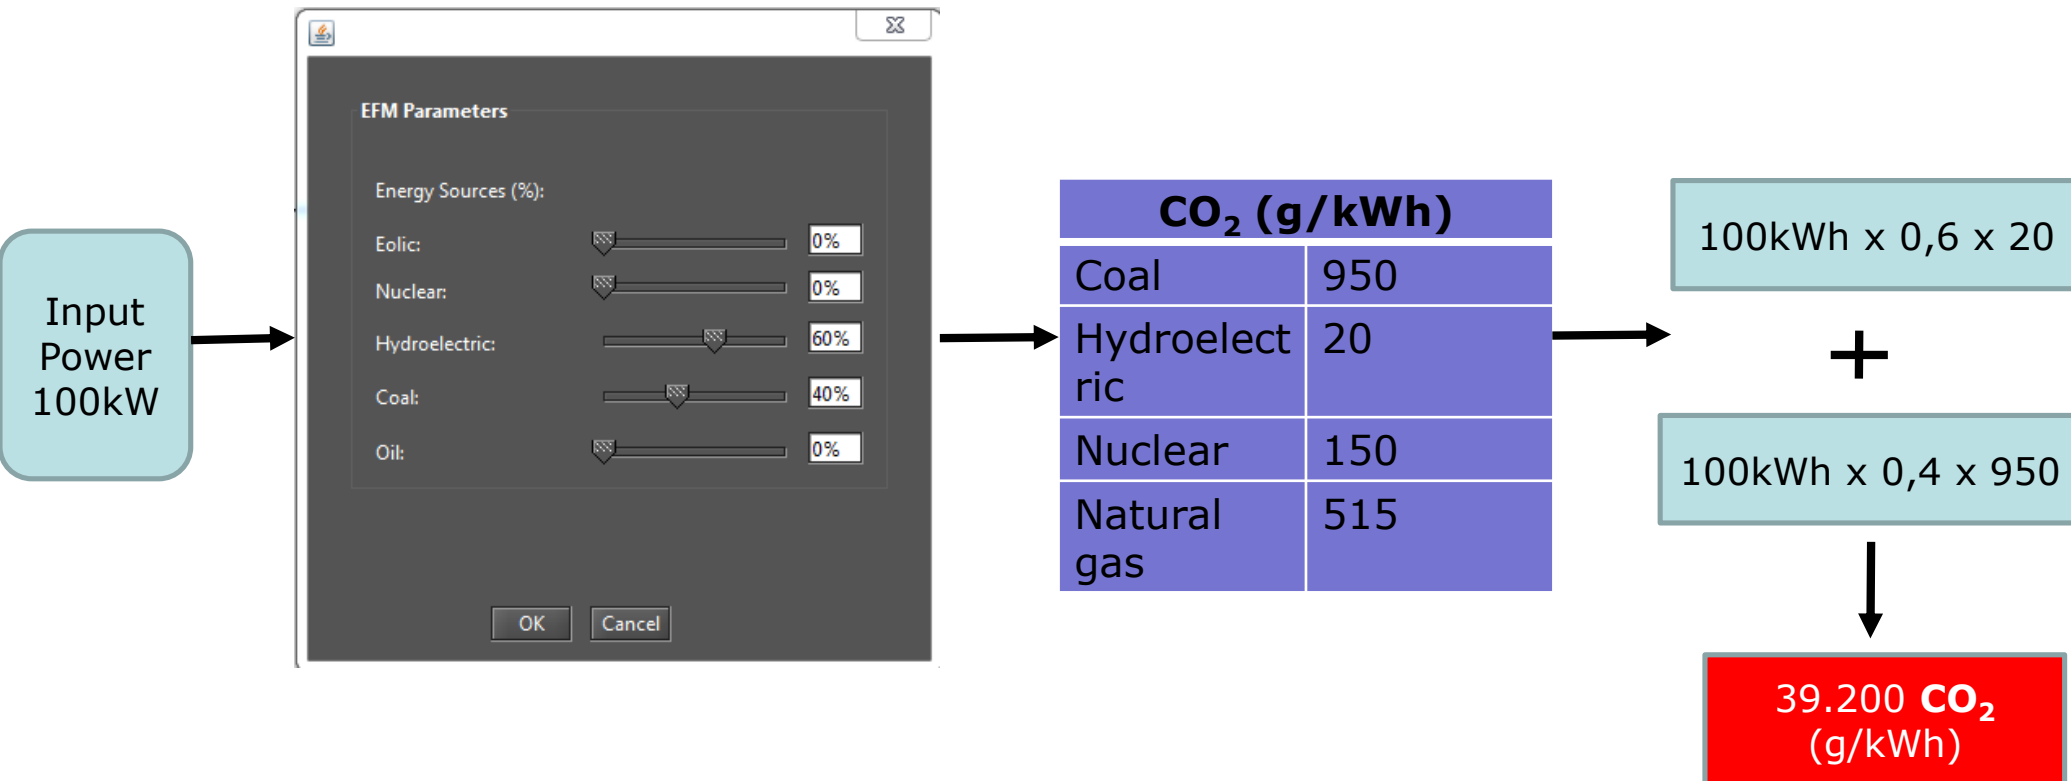 Input
Power
100kW
EFM Parameters
Energy Sources (%):
Eolic: 0%
Nuclear: 0%
Hydroelectric: 60%
Coal: 40%
Oil: 0%
OK Cancel
CO₂ (g/kWh)
Coal 950
Hydroelect 20
ric
Nuclear 150
Natural 515
gas
100kWh x 0,6 x 20
+
100kWh x 0,4 x 950
39.200 CO₂
(g/kWh)